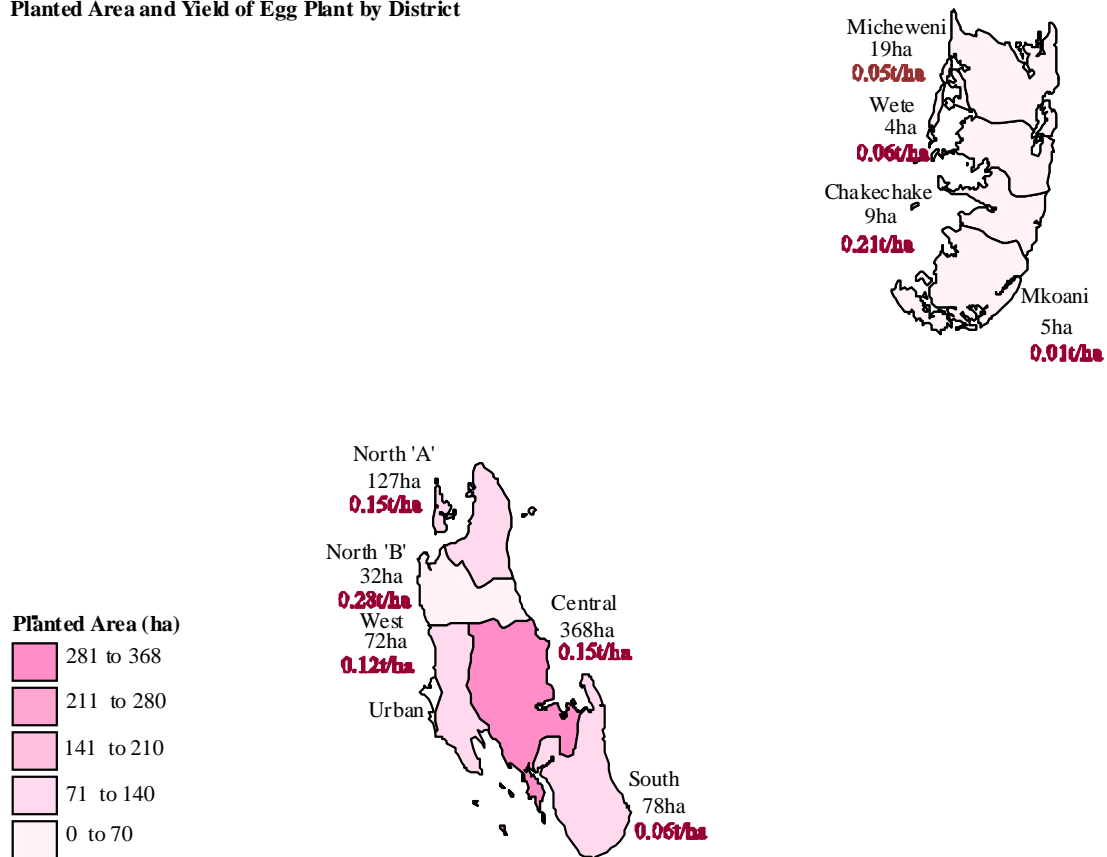 Planted Area and Yield of Egg Plant by District
Micheweni
19ha
0.05t/ha
Wete
4ha
0.06t/ha
Chakechake
9ha
0.21t/ha
Mkoani
5ha
0.01t/ha
North 'A'
127ha
0.15t/ha
North 'B'
32ha
0.28t/ha
West
72ha
0.12t/ha
Central
368ha
0.15t/ha
Urban
South
78ha
0.06t/ha
Planted Area (ha)
281 to 368
211 to 280
141 to 210
71 to 140
0 to 70